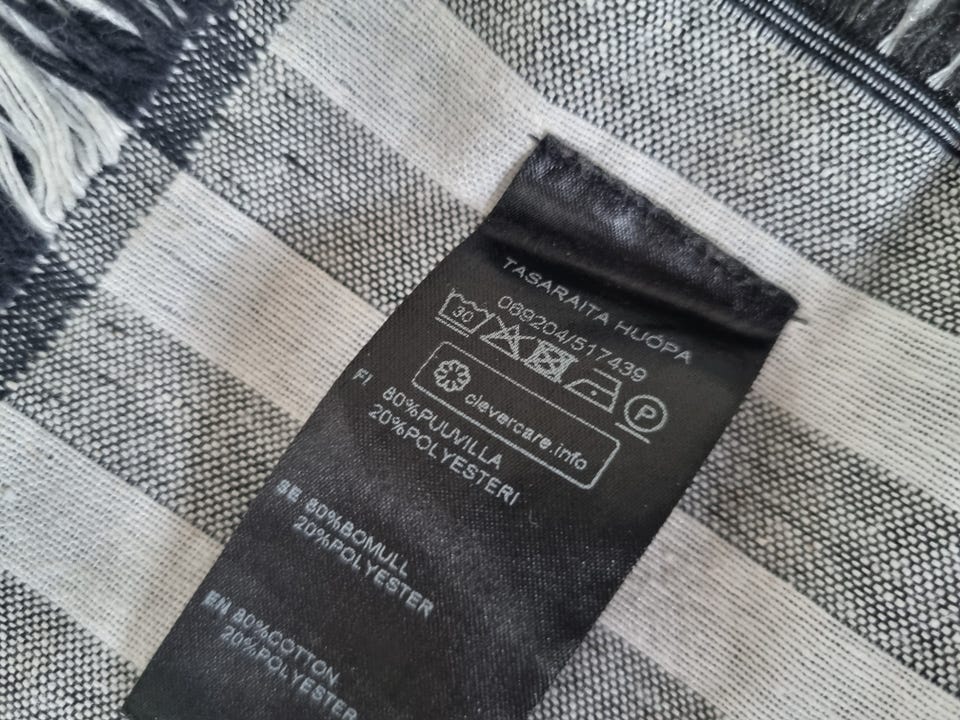 TASARAITA HUOPA
089204/517439
30 P
clevercare.info
FI 80%PUUVILLA
20%POLYESTERI
SE 80%BOMULL
20%POLYESTER
EN 80%COTTON
20%POLYESTER